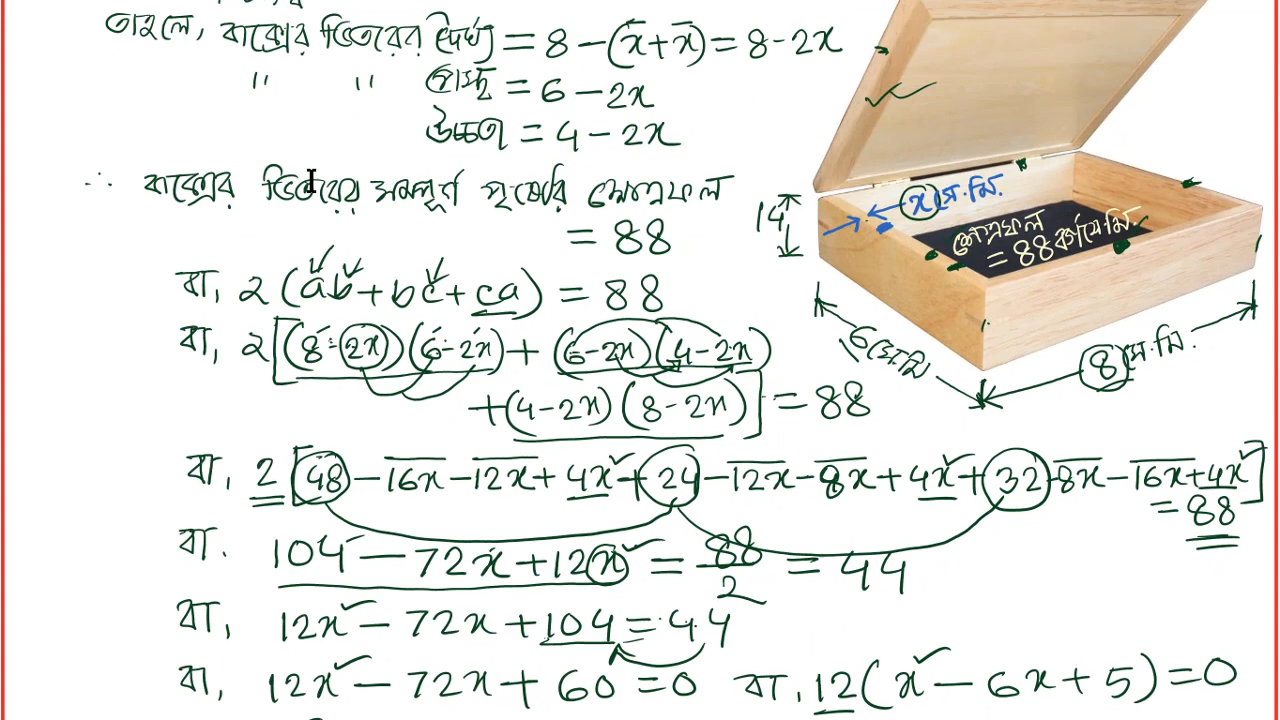 তাহলে, বাক্সের ভিতরের দৈর্ঘ্য = 8 - (x+x) = 8-2x
" " প্রস্থ = 6 - 2x
উচ্চতা = 4 - 2x
∴ বাক্সের ভিতরের সম্পূর্ণ পৃষ্ঠের ক্ষেত্রফল
= 88
বা, 2 (ab+bc+ca) = 88
বা, 2[(8-2x)(6-2x) + (6-2x)(4-2x)
+(4-2x)(8-2x)] = 88
বা, 2[48-16x-12x+4x²+24-12x-8x+4x²+32-8x-16x+4x²]
= 88
বা. 104-72x+12x² = 88/2 = 44
বা, 12x²-72x+104=44
বা, 12x²-72x+60=0 বা, 12(x²-6x+5)=0
x সে.মি.
ক্ষেত্রফল
= 88 বর্গ সে.মি.
4
6 সে.মি
8 সে.মি.